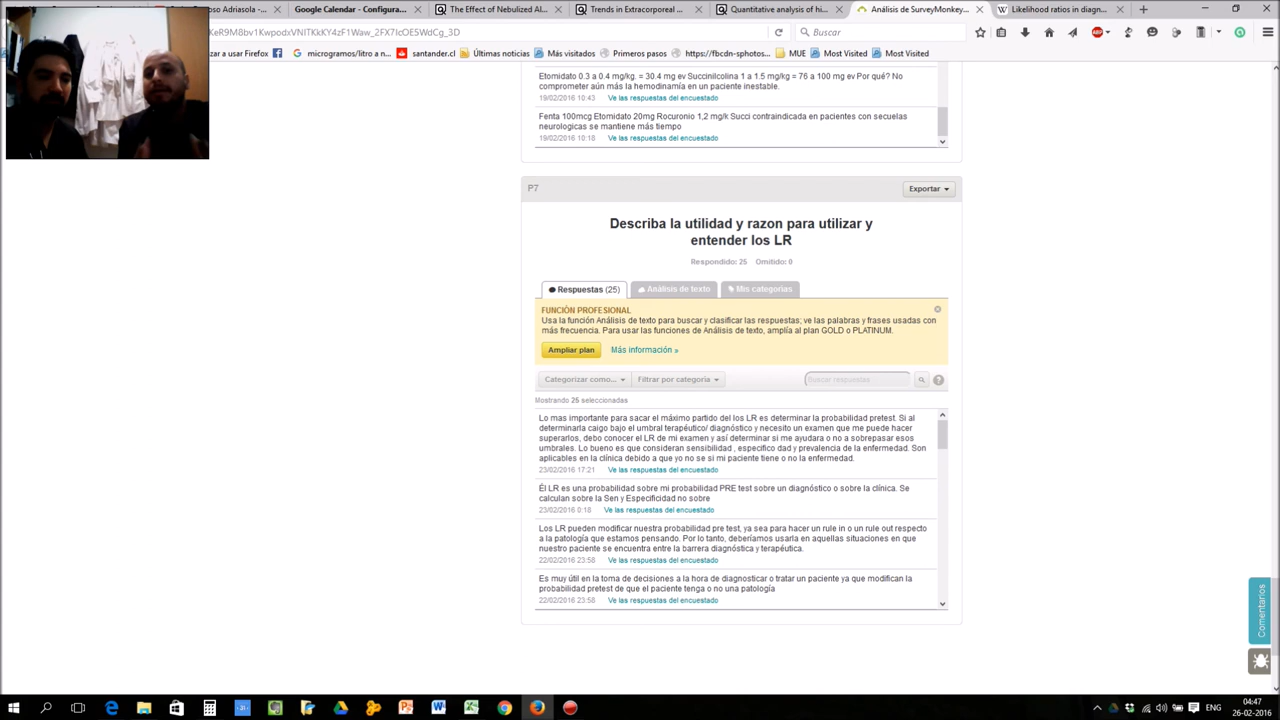 Adriasola
Google Calendar - Configura...
The Effect of Nebulized Al...
Trends in Extracorporeal ...
Quantitative analysis of hi...
Análisis de SurveyMonkey...
Likelihood ratios in diagn...
KeR9M8bv1KwpodxVNITKkKY4zF1Waw_2FX7IcOE5WdCg_3D
Buscar
zar a usar Firefox
microgramos/litro a n...
santander.cl
Últimas noticias
Más visitados
Primeros pasos
https://fbcdn-sphotos...
MUE
Most Visited
Most Visited
Etomidato 0.3 a 0.4 mg/kg. = 30.4 mg ev Succinilcolina 1 a 1.5 mg/kg = 76 a 100 mg ev Por qué? No
comprometer aún más la hemodinamía en un paciente inestable.
19/02/2016 10:43 Ve las respuestas del encuestado
Fenta 100mcg Etomidato 20mg Rocuronio 1,2 mg/k Succi contraindicada en pacientes con secuelas
neurologicas se mantiene más tiempo
19/02/2016 10:18 Ve las respuestas del encuestado
P7
Exportar
Describa la utilidad y razon para utilizar y
entender los LR
Respondido: 25 Omitido: 0
Respuestas (25)
Análisis de texto
Mis categorías
FUNCIÓN PROFESIONAL
Usa la función Análisis de texto para buscar y clasificar las respuestas; ve las palabras y frases usadas con
más frecuencia. Para usar las funciones de Análisis de texto, amplía al plan GOLD o PLATINUM.
Ampliar plan
Más información »
Categorizar como...
Filtrar por categoría
Buscar respuestas
Mostrando 25 seleccionadas
Lo mas importante para sacar el máximo partido del los LR es determinar la probabilidad pretest. Si al
determinarla caigo bajo el umbral terapéutico/ diagnóstico y necesito un examen que me puede hacer
superarlos, debo conocer el LR de mi examen y así determinar si me ayudara o no a sobrepasar esos
umbrales. Lo bueno es que consideran sensibilidad , especifico dad y prevalencia de la enfermedad. Son
aplicables en la clínica debido a que yo no se si mi paciente tiene o no la enfermedad.
23/02/2016 17:21 Ve las respuestas del encuestado
Él LR es una probabilidad sobre mi probabilidad PRE test sobre un diagnóstico o sobre la clínica. Se
calculan sobre la Sen y Especificidad no sobre
23/02/2016 0:18 Ve las respuestas del encuestado
Los LR pueden modificar nuestra probabilidad pre test, ya sea para hacer un rule in o un rule out respecto
a la patología que estamos pensando. Por lo tanto, deberíamos usarla en aquellas situaciones en que
nuestro paciente se encuentra entre la barrera diagnóstica y terapéutica.
22/02/2016 23:58 Ve las respuestas del encuestado
Es muy útil en la toma de decisiones a la hora de diagnosticar o tratar un paciente ya que modifican la
probabilidad pretest de que el paciente tenga o no una patología
22/02/2016 23:58 Ve las respuestas del encuestado
Comentarios
ENG
04:47
26-02-2016